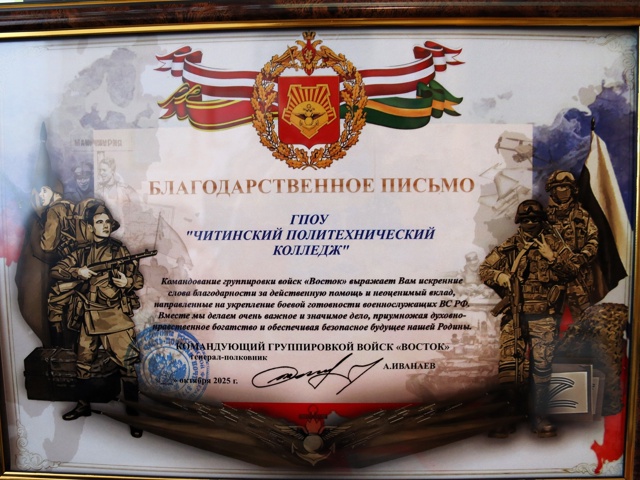 БЛАГОДАРСТВЕННОЕ ПИСЬМО
ГПОУ
"ЧИТИНСКИЙ ПОЛИТЕХНИЧЕСКИЙ
КОЛЛЕДЖ"
Командование группировки войск «Восток» выражает Вам искренние
слова благодарности за действенную помощь и неоценимый вклад,
направленные на укрепление боевой готовности военнослужащих ВС РФ.
Вместе мы делаем очень важное и значимое дело, приумножая духовно-
нравственное богатство и обеспечивая безопасное будущее нашей Родины.
КОМАНДУЮЩИЙ ГРУППИРОВКОЙ ВОЙСК «ВОСТОК»
генерал-полковник
А.ИВАНАЕВ
октября 2025 г.
Z